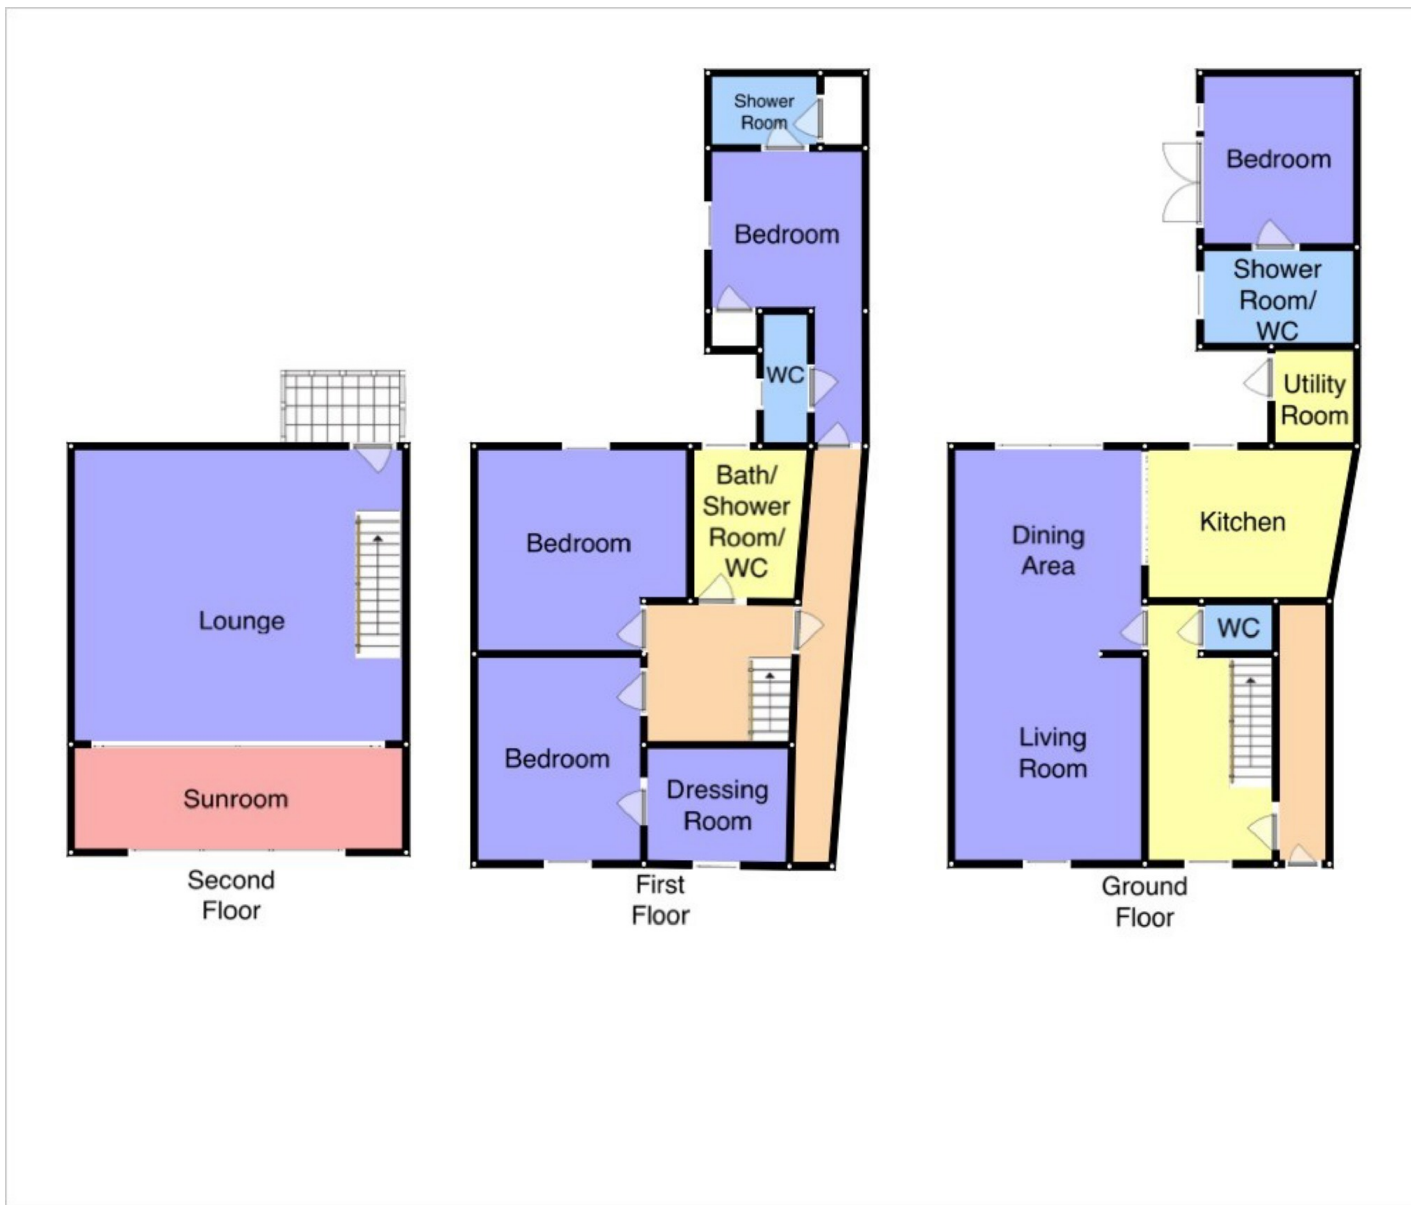 Lounge
Sunroom
Second
Floor
Shower
Room
Bedroom
WC
Bedroom
Bath/
Shower
Room/
WC
Bedroom
Dressing
Room
First
Floor
Bedroom
Shower
Room/
WC
Utility
Room
Dining
Area
Kitchen
WC
Living
Room
Ground
Floor